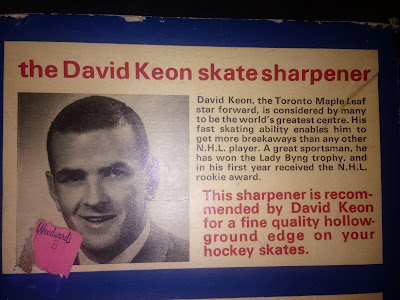 the David Keon skate sharpener
David Keon, the Toronto Maple Leaf
star forward, is considered by many
to be the world's greatest centre. His
fast skating ability enables him to
get more breakaways than any other
N.H.L. player. A great sportsman, he
has won the Lady Byng trophy, and
in his first year received the N.H.L.
rookie award.
This sharpener is recom-
mended by David Keon
for a fine quality hollow-
ground edge on your
hockey skates.
Woodward's